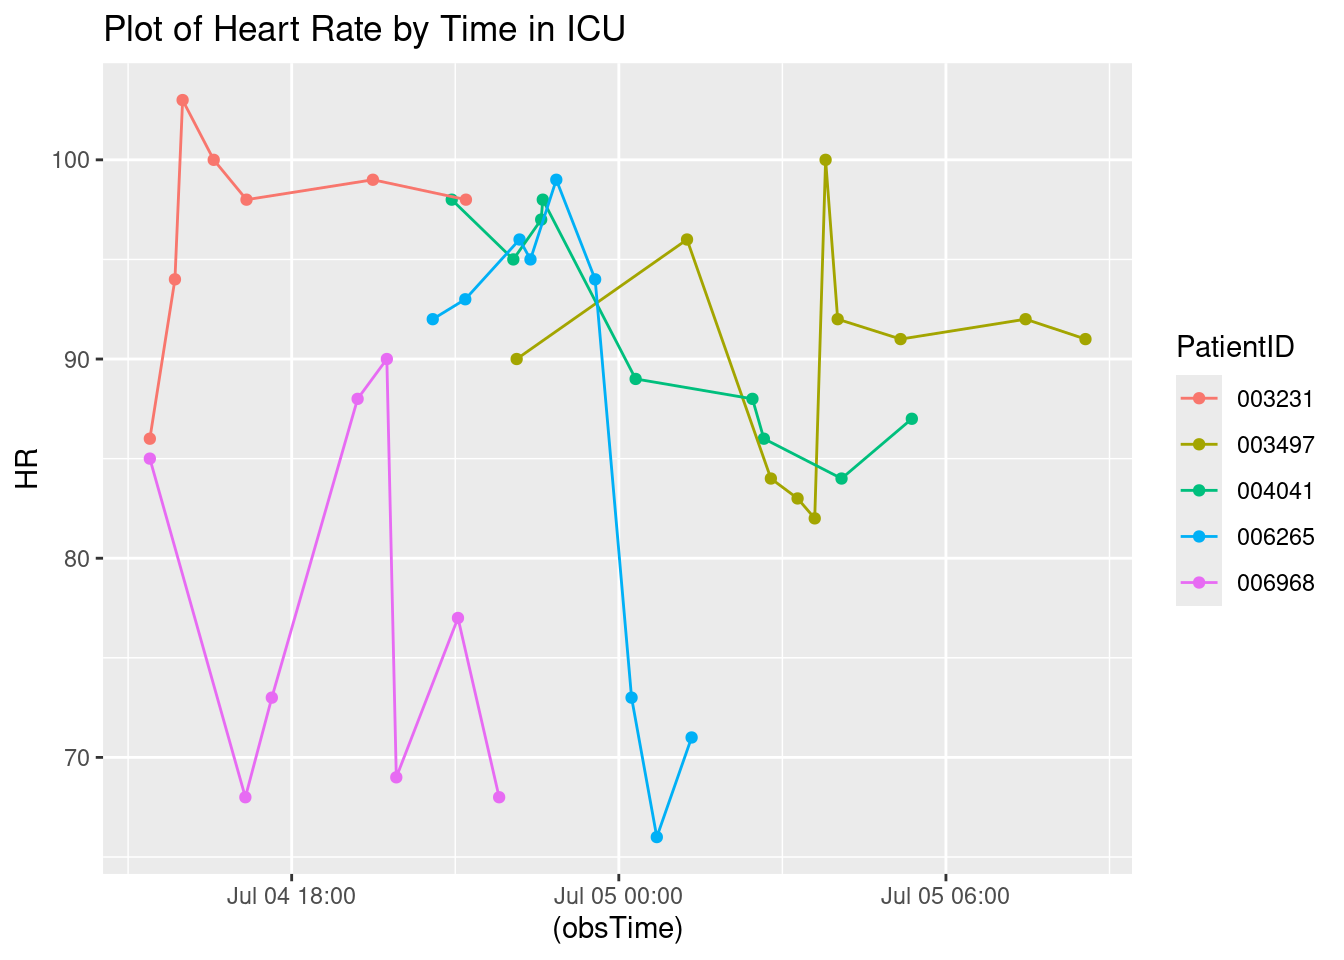 Plot of Heart Rate by Time in ICU
100
90
80
70
HR
Jul 04 18:00
Jul 05 00:00
Jul 05 06:00
(obsTime)
PatientID
003231
003497
004041
006265
006968